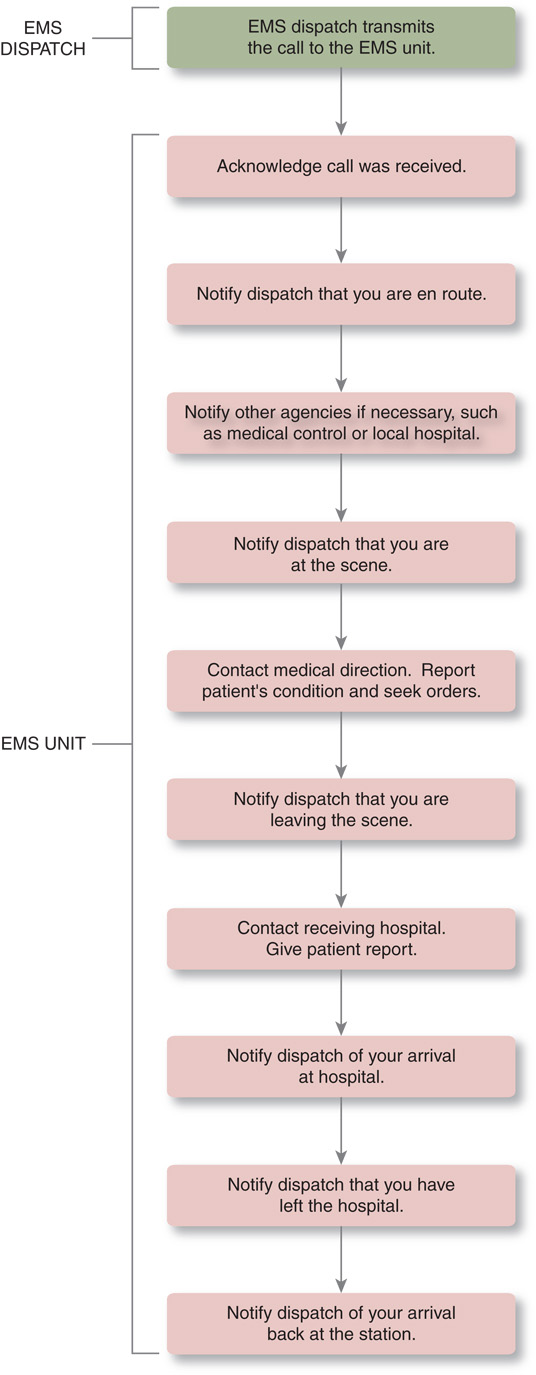 EMS
DISPATCH
EMS dispatch transmits
the call to the EMS unit.
Acknowledge call was received.
Notify dispatch that you are en route.
Notify other agencies if necessary, such
as medical control or local hospital.
Notify dispatch that you are
at the scene.
Contact medical direction.  Report
patient's condition and seek orders.
EMS UNIT
Notify dispatch that you are
leaving the scene.
Contact receiving hospital.
Give patient report.
Notify dispatch of your arrival
at hospital.
Notify dispatch that you have
left the hospital.
Notify dispatch of your arrival
back at the station.